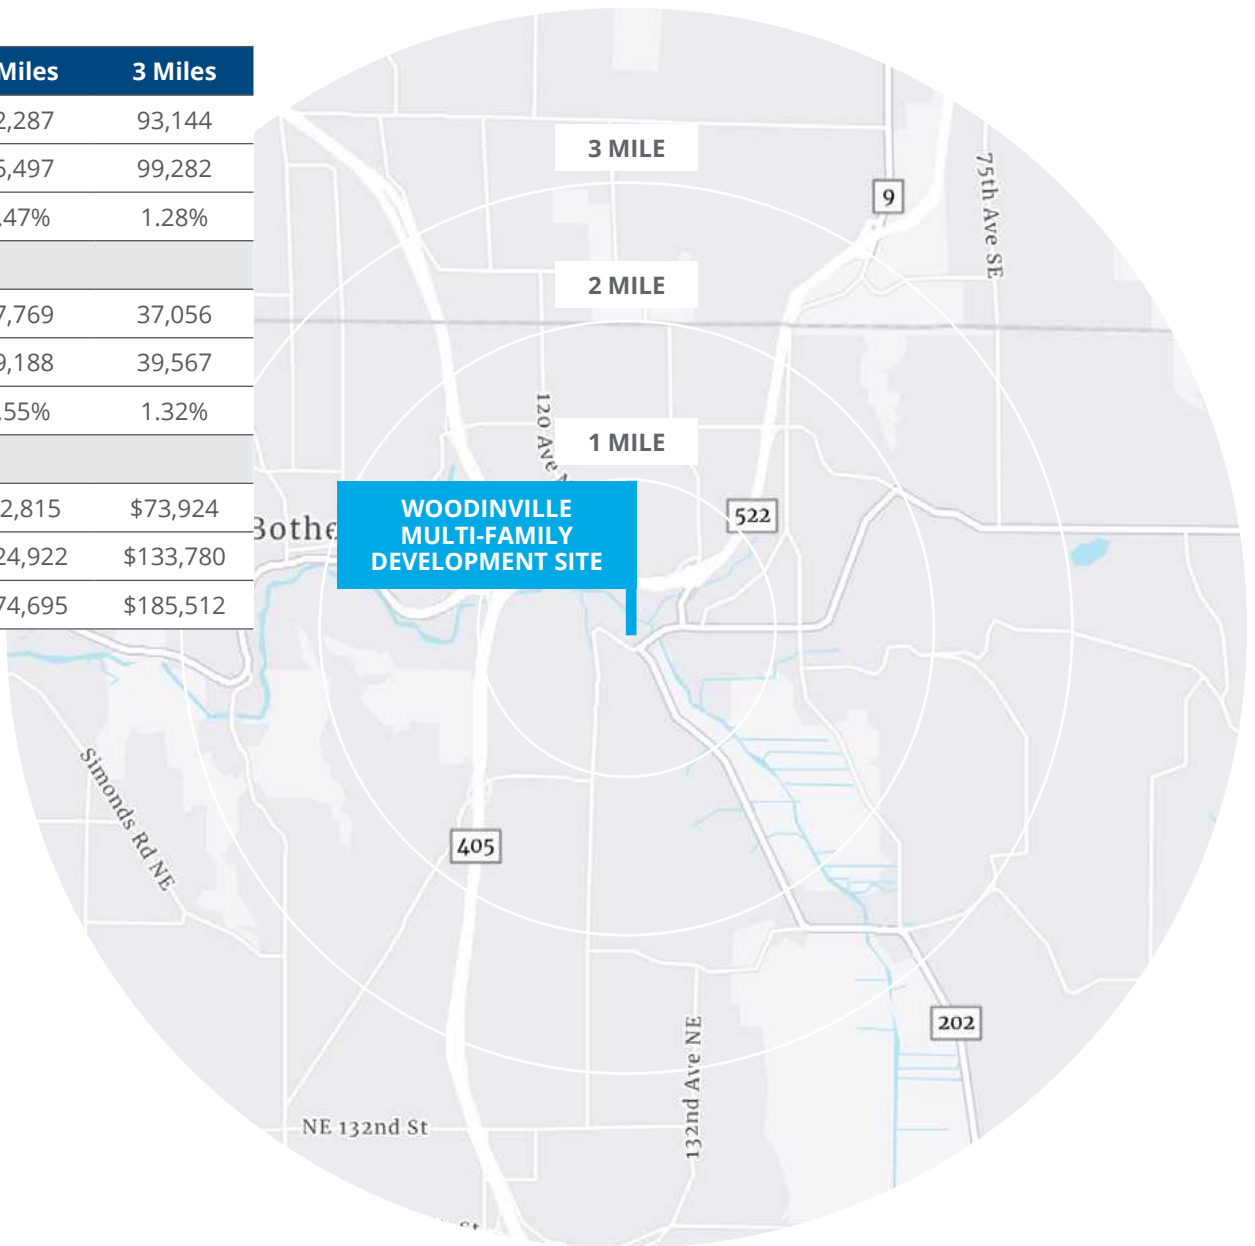 Miles 3 Miles
2,287 93,144
5,497 99,282
.47% 1.28%
7,769 37,056
9,188 39,567
.55% 1.32%
2,815 $73,924
24,922 $133,780
74,695 $185,512
3 MILE
9
75th Ave SE
2 MILE
120 Ave N
1 MILE
522
Bothe
WOODINVILLE
MULTI-FAMILY
DEVELOPMENT SITE
Simonds Rd NE
405
202
132nd Ave NE
NE 132nd St
St